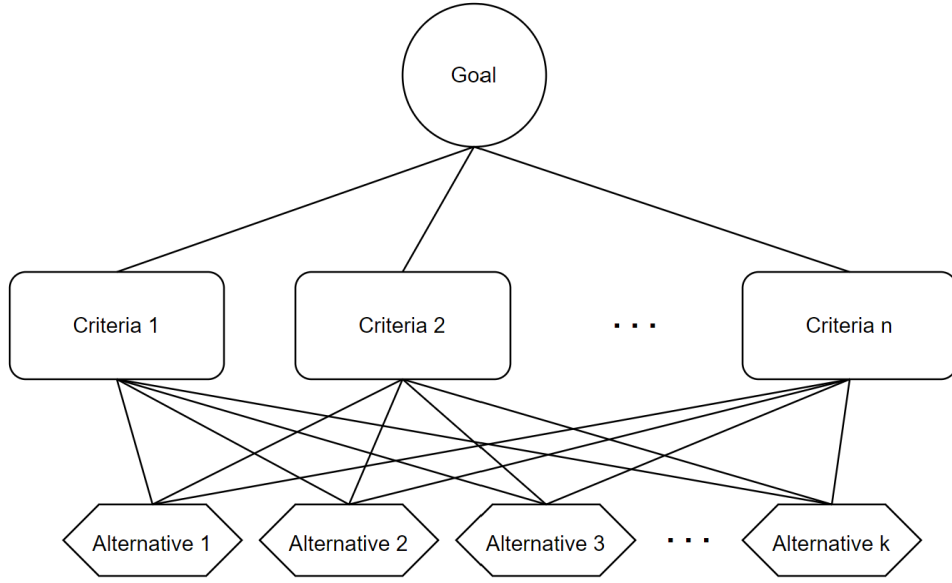 Goal
Criteria 1
Criteria 2
. . .
Criteria n
Alternative 1
Alternative 2
Alternative 3
. . .
Alternative k